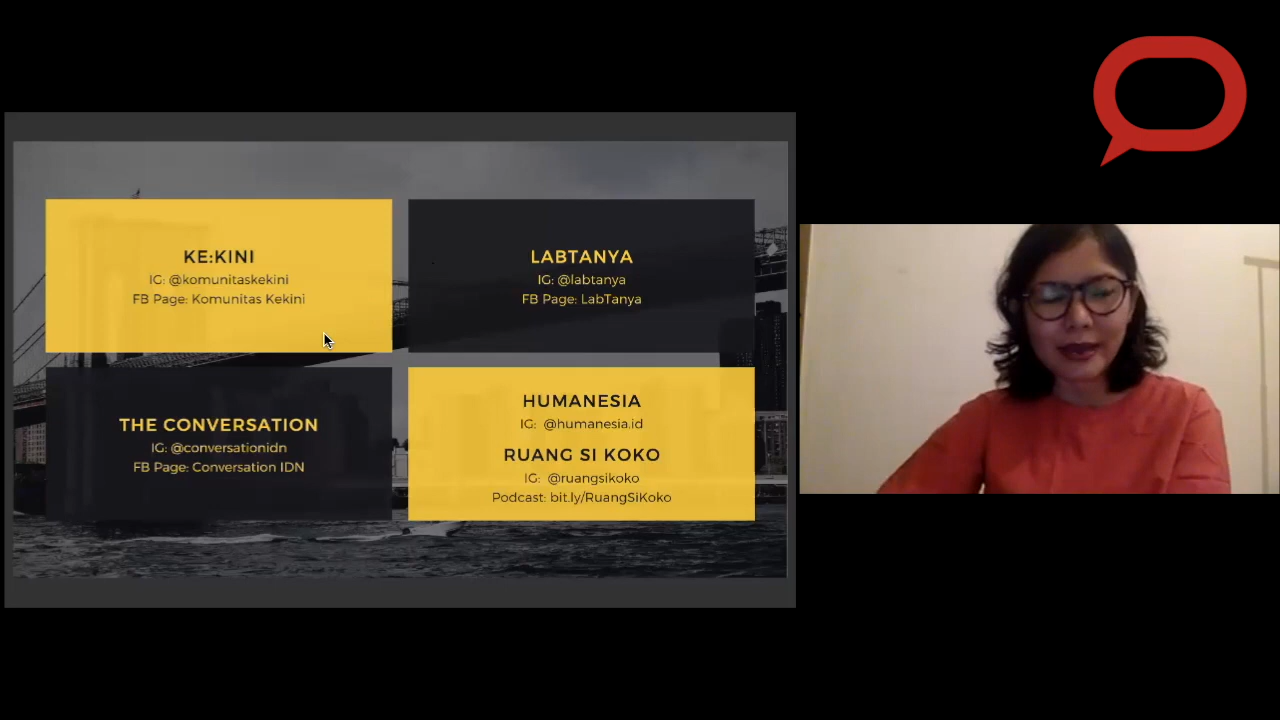 KE:KINI
IG: @komunitaskekini
FB Page: Komunitas Kekini
LABTANYA
IG: @labtanya
FB Page: LabTanya
THE CONVERSATION
IG: @conversationidn
FB Page: Conversation IDN
HUMANESIA
IG: @humanesia.id
RUANG SI KOKO
IG: @ruangsikoko
Podcast: bit.ly/RuangSiKoko